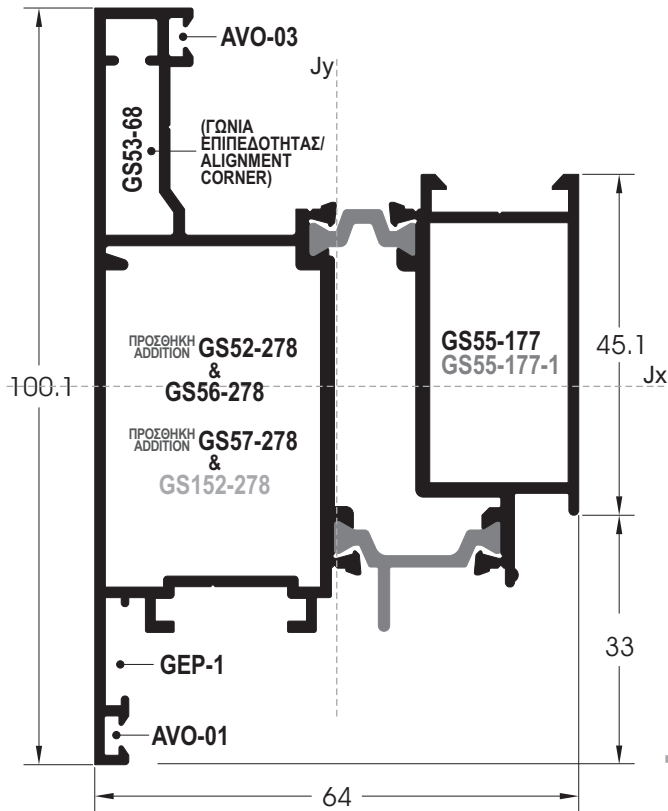 AVO-03
Jy
GS53-68
(ΓΩΝΙΑ
ΕΠΙΠΕΔΟΤΗΤΑΣ/
ALIGNMENT
CORNER)
ΠΡΟΣΘΗΚΗ
ADDITION GS52-278
&
GS56-278
ΠΡΟΣΘΗΚΗ
ADDITION GS57-278
&
GS152-278
GS55-177
GS55-177-1
45.1
Jx
100.1
33
GEP-1
AVO-01
64